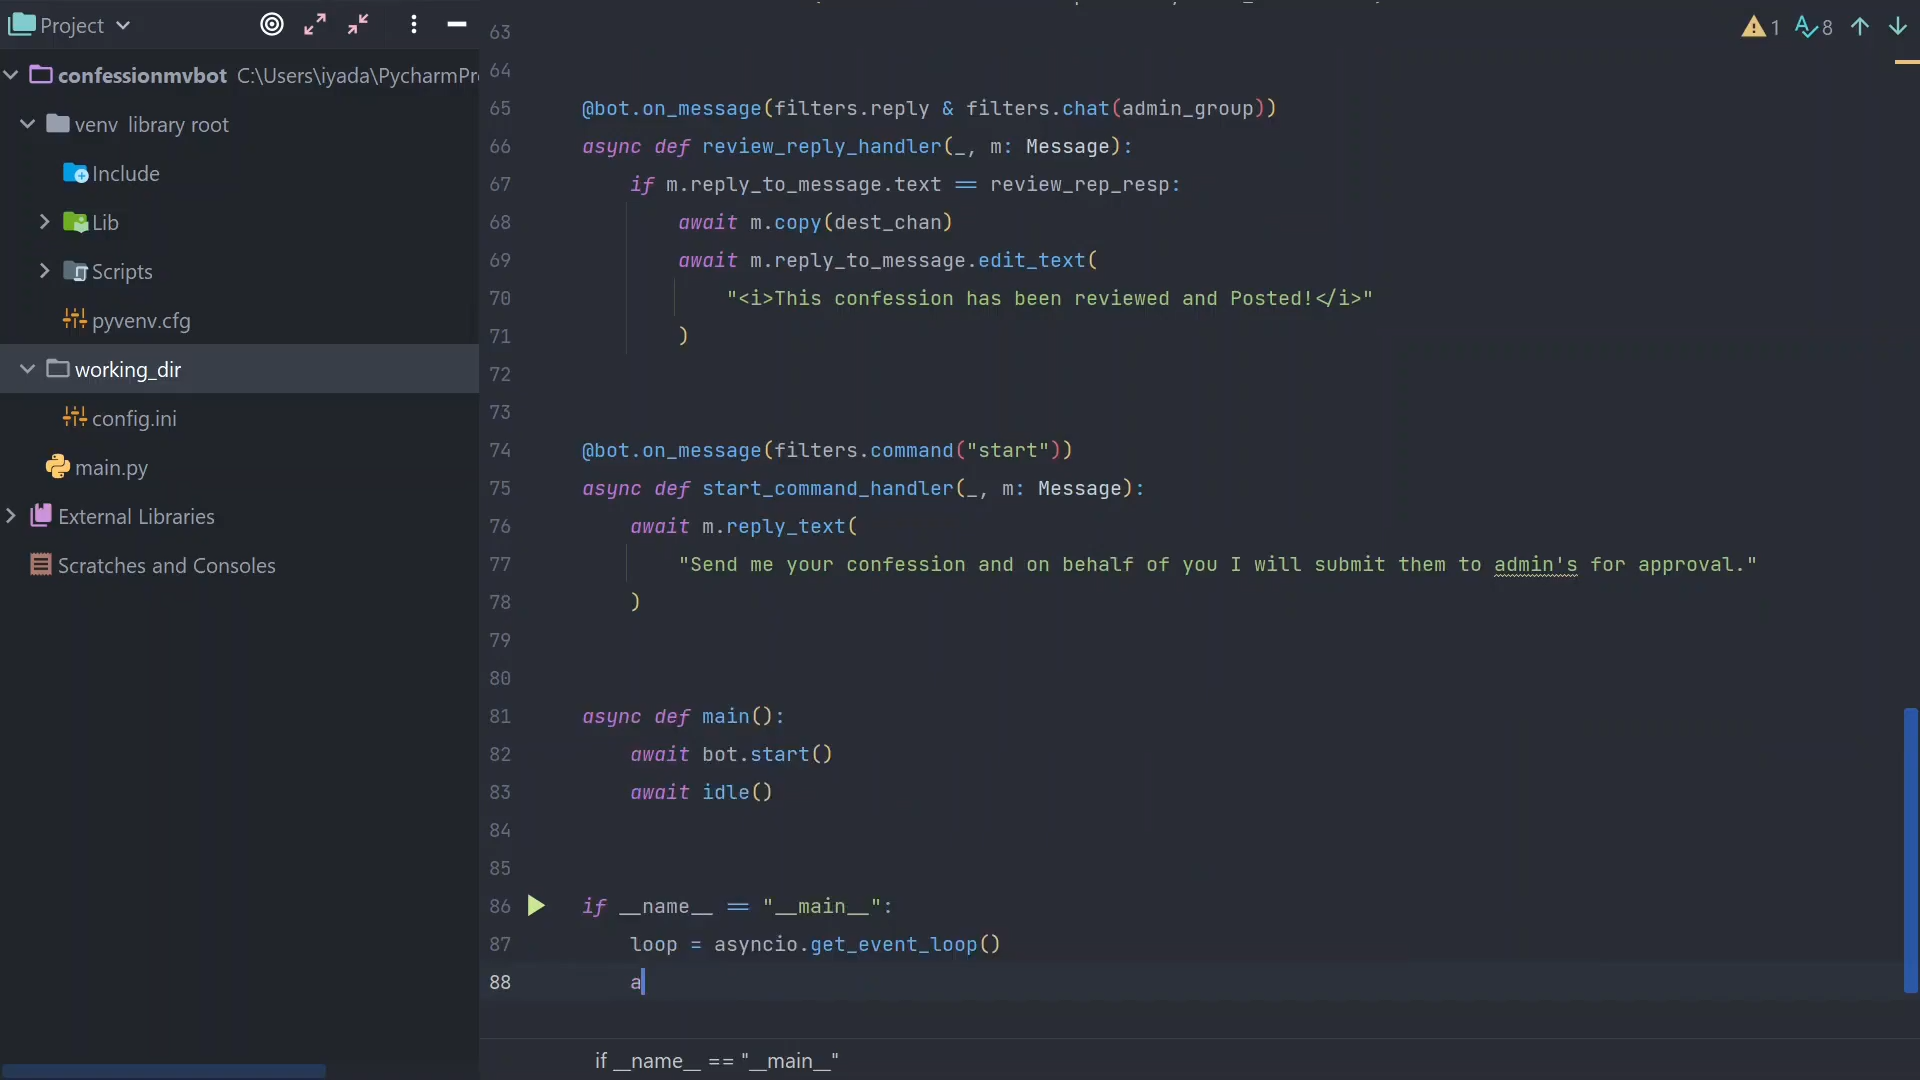 Project
confessionmvbot C:\Users\iyada\PycharmPr
venv library root
Include
Lib
Scripts
pyvenv.cfg
working_dir
config.ini
main.py
External Libraries
Scratches and Consoles
1 8
63
64
65 @bot.on_message(filters.reply & filters.chat(admin_group))
66 async def review_reply_handler(_, m: Message):
67 if m.reply_to_message.text == review_rep_resp:
68 await m.copy(dest_chan)
69 await m.reply_to_message.edit_text(
70 "<i>This confession has been reviewed and Posted!</i>"
71 )
72
73
74 @bot.on_message(filters.command("start"))
75 async def start_command_handler(_, m: Message):
76 await m.reply_text(
77 "Send me your confession and on behalf of you I will submit them to admin's for approval."
78 )
79
80
81 async def main():
82 await bot.start()
83 await idle()
84
85
86 if __name__ == "__main__":
87 loop = asyncio.get_event_loop()
88 a
if __name__ == "__main__"